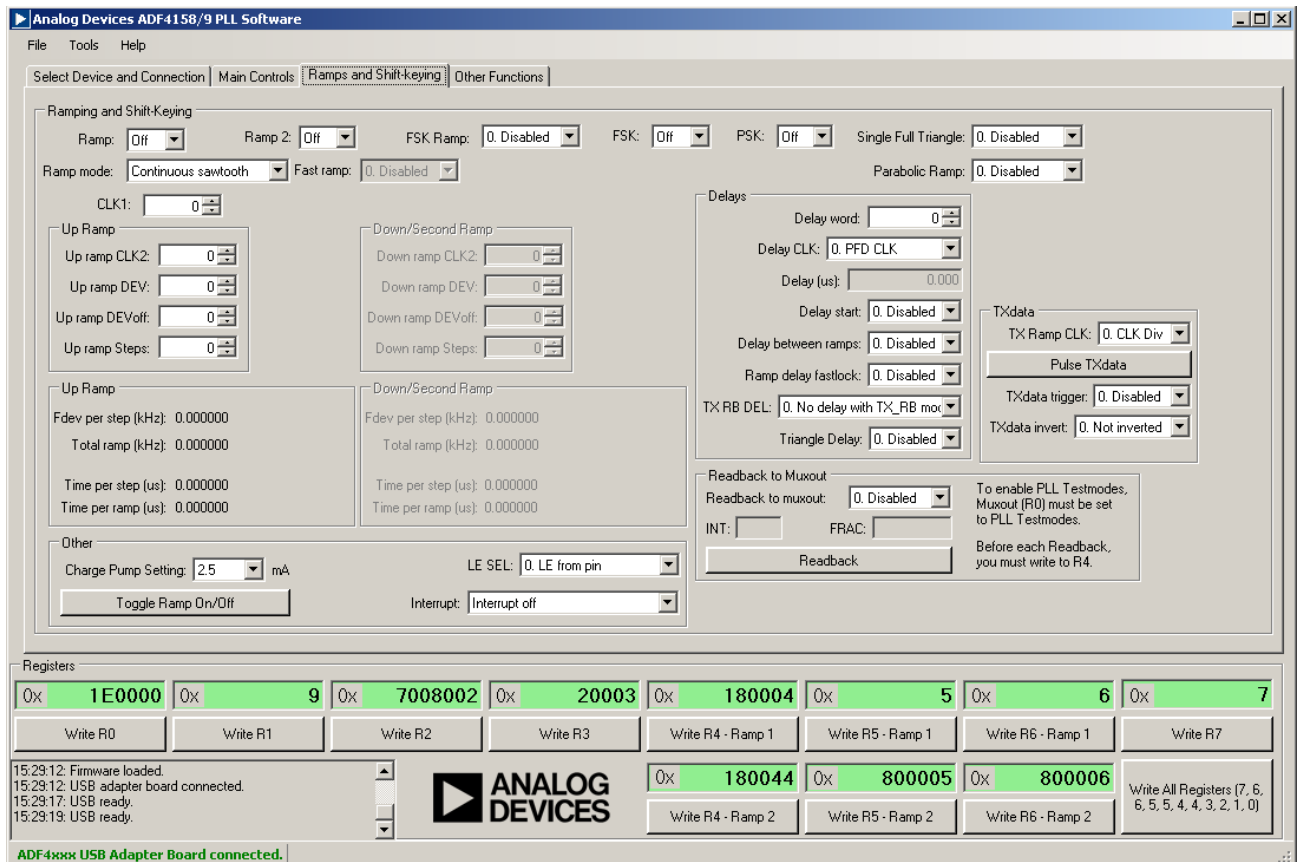 Analog Devices ADF4158/9 PLL Software
File Tools Help
Select Device and Connection Main Controls Ramps and Shift-keying Other Functions
Ramping and Shift-Keying
Ramp: Off Ramp 2: Off FSK Ramp: 0. Disabled FSK: Off PSK: Off Single Full Triangle: 0. Disabled
Ramp mode: Continuous sawtooth Fast ramp: 0. Disabled Parabolic Ramp: 0. Disabled
CLK1: 0
Up Ramp
Up ramp CLK2: 0
Up ramp DEV: 0
Up ramp DEVoff: 0
Up ramp Steps: 0
Down/Second Ramp
Down ramp CLK2: 0
Down ramp DEV: 0
Down ramp DEVoff: 0
Down ramp Steps: 0
Delays
Delay word: 0
Delay CLK: 0. PFD CLK
Delay (us): 0.000
Delay start: 0. Disabled
Delay between ramps: 0. Disabled
Ramp delay fastlock: 0. Disabled
TX RB DEL: 0. No delay with TX_RB mod
Triangle Delay: 0. Disabled
TXdata
TX Ramp CLK: 0. CLK Div
Pulse TXdata
TXdata trigger: 0. Disabled
TXdata invert: 0. Not inverted
Up Ramp
Fdev per step (kHz): 0.000000
Total ramp (kHz): 0.000000
Time per step (us): 0.000000
Time per ramp (us): 0.000000
Down/Second Ramp
Fdev per step (kHz): 0.000000
Total ramp (kHz): 0.000000
Time per step (us): 0.000000
Time per ramp (us): 0.000000
Readback to Muxout
Readback to muxout: 0. Disabled
INT: FRAC:
Readback
To enable PLL Testmodes,
Muxout (R0) must be set
to PLL Testmodes.
Before each Readback,
you must write to R4.
Other
Charge Pump Setting: 2.5 mA
LE SEL: 0. LE from pin
Toggle Ramp On/Off
Interrupt: Interrupt off
Registers
0x 1E0000 0x 9 0x 7008002 0x 20003 0x 180004 0x 5 0x 6 0x 7
Write R0 Write R1 Write R2 Write R3 Write R4 - Ramp 1 Write R5 - Ramp 1 Write R6 - Ramp 1 Write R7
15:29:12: Firmware loaded.
15:29:12: USB adapter board connected.
15:29:17: USB ready.
15:29:19: USB ready.
ANALOG
DEVICES
0x 180044 0x 800005 0x 800006
Write R4 - Ramp 2 Write R5 - Ramp 2 Write R6 - Ramp 2
Write All Registers (7, 6,
6, 5, 5, 4, 4, 3, 2, 1, 0)
ADF4xxx USB Adapter Board connected.